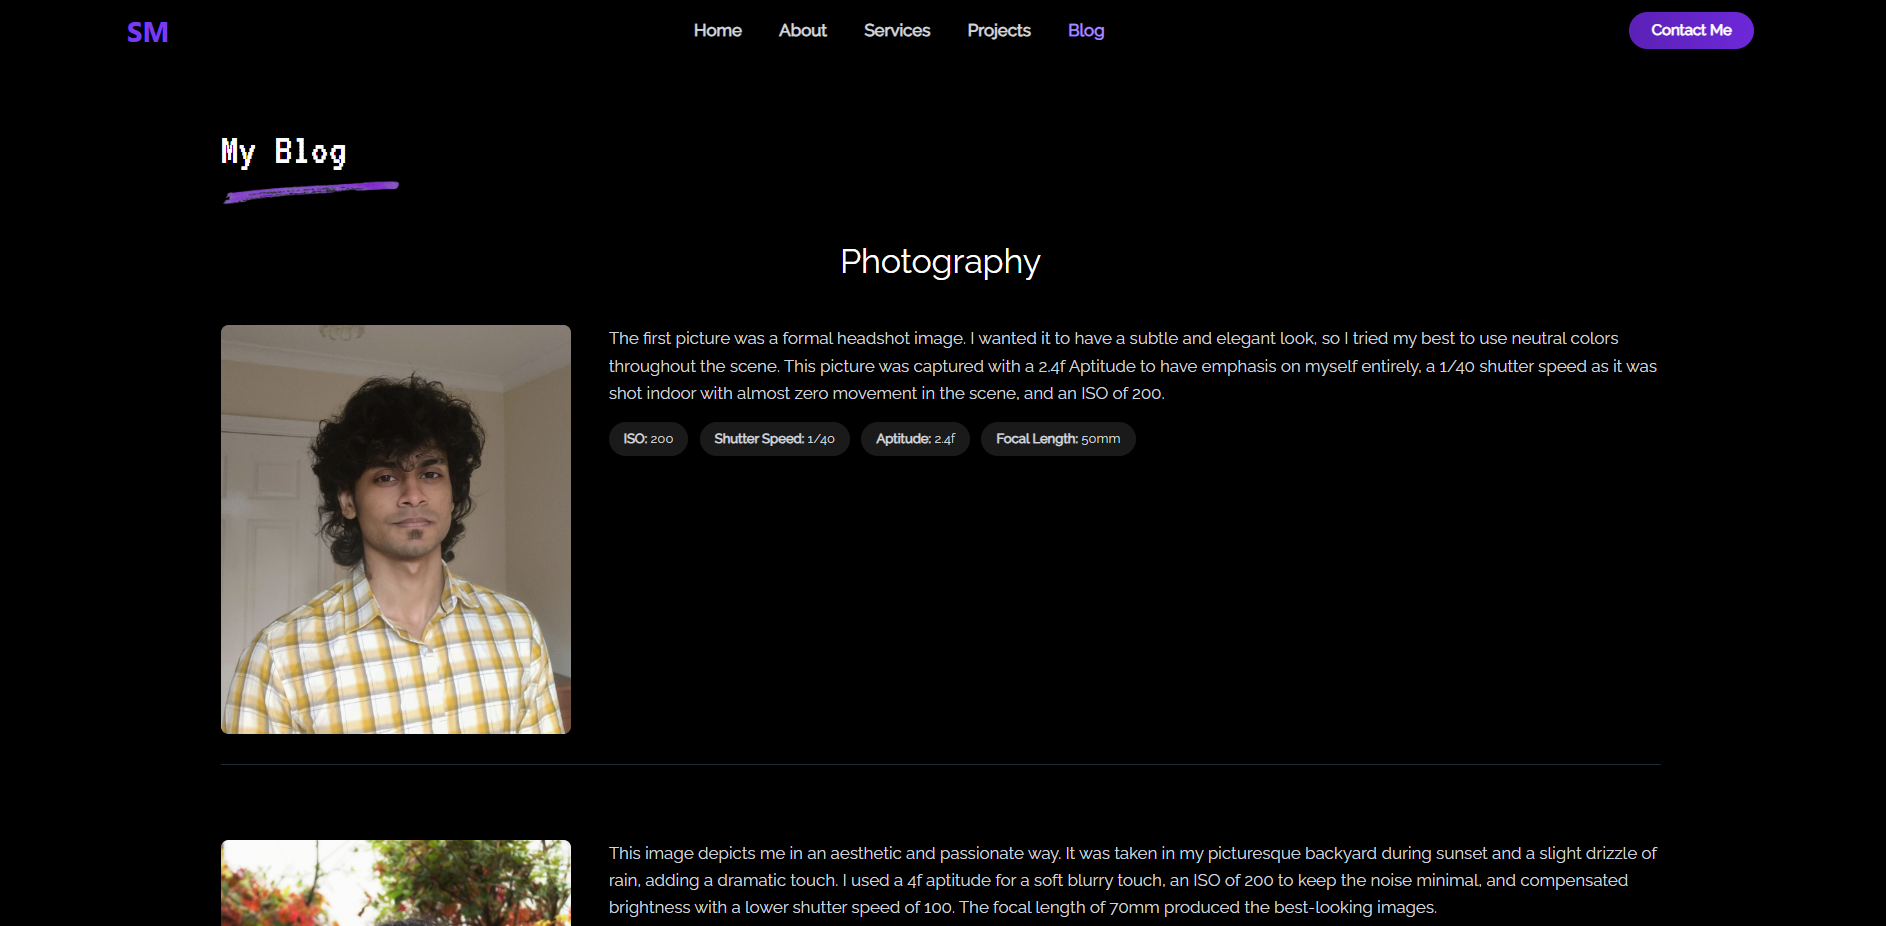 SM
Home About Services Projects Blog
Contact Me
My Blog
Photography
The first picture was a formal headshot image. I wanted it to have a subtle and elegant look, so I tried my best to use neutral colors
throughout the scene. This picture was captured with a 2.4f Aptitude to have emphasis on myself entirely, a 1/40 shutter speed as it was
shot indoor with almost zero movement in the scene, and an ISO of 200.
ISO: 200 Shutter Speed: 1/40 Aptitude: 2.4f Focal Length: 50mm
This image depicts me in an aesthetic and passionate way. It was taken in my picturesque backyard during sunset and a slight drizzle of
rain, adding a dramatic touch. I used a 4f aptitude for a soft blurry touch, an ISO of 200 to keep the noise minimal, and compensated
brightness with a lower shutter speed of 100. The focal length of 70mm produced the best-looking images.